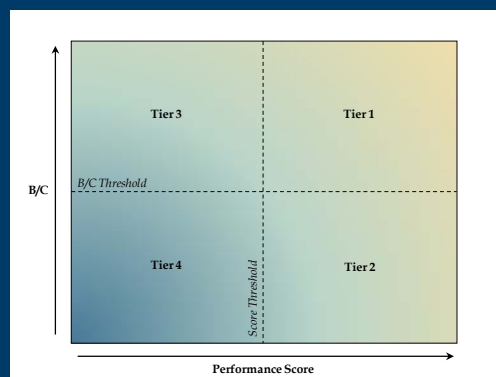 Tier 3
Tier 1
B/C
B/C Threshold
Tier 4
Tier 2
Score Threshold
Performance Score